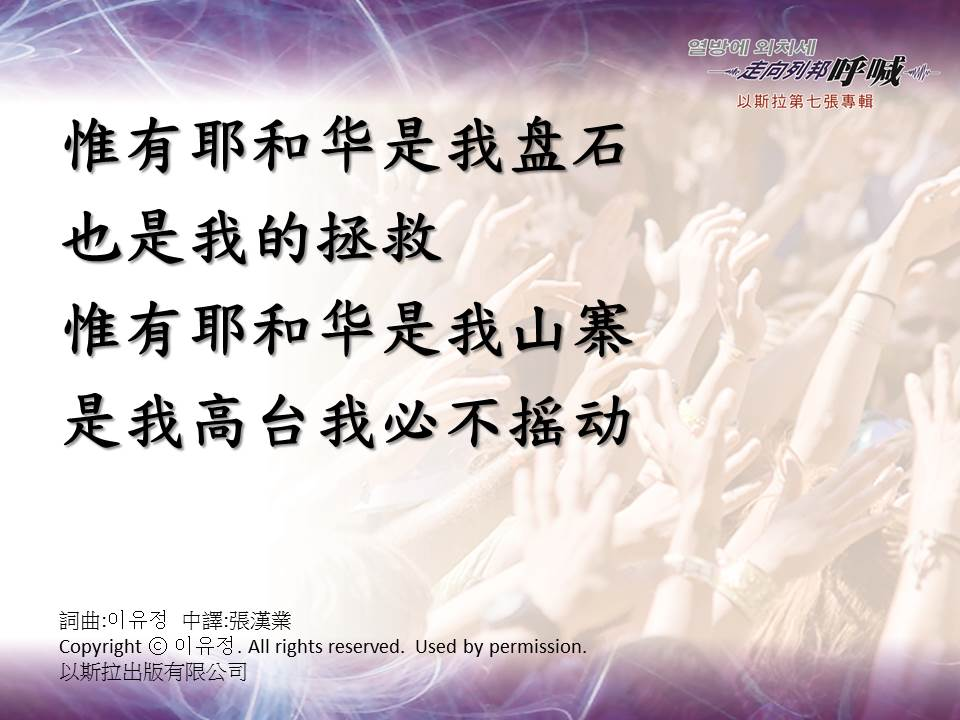 열방에 외치세
走向列邦呼喊
以斯拉第七張專輯
惟有耶和华是我盘石
也是我的拯救
惟有耶和华是我山寨
是我高台我必不摇动
詞曲:이유정 中譯:張漢業
Copyright ⓒ 이유정. All rights reserved. Used by permission.
以斯拉出版有限公司